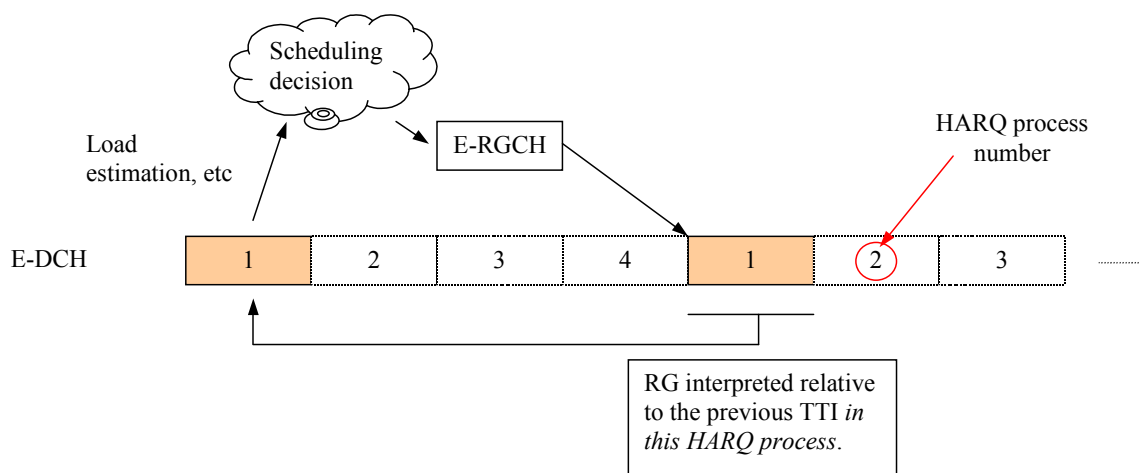 Scheduling
decision
Load
estimation, etc
E-RGCH
HARQ process
number
E-DCH
1 2 3 4 1 2 3
RG interpreted relative
to the previous TTI in
this HARQ process.